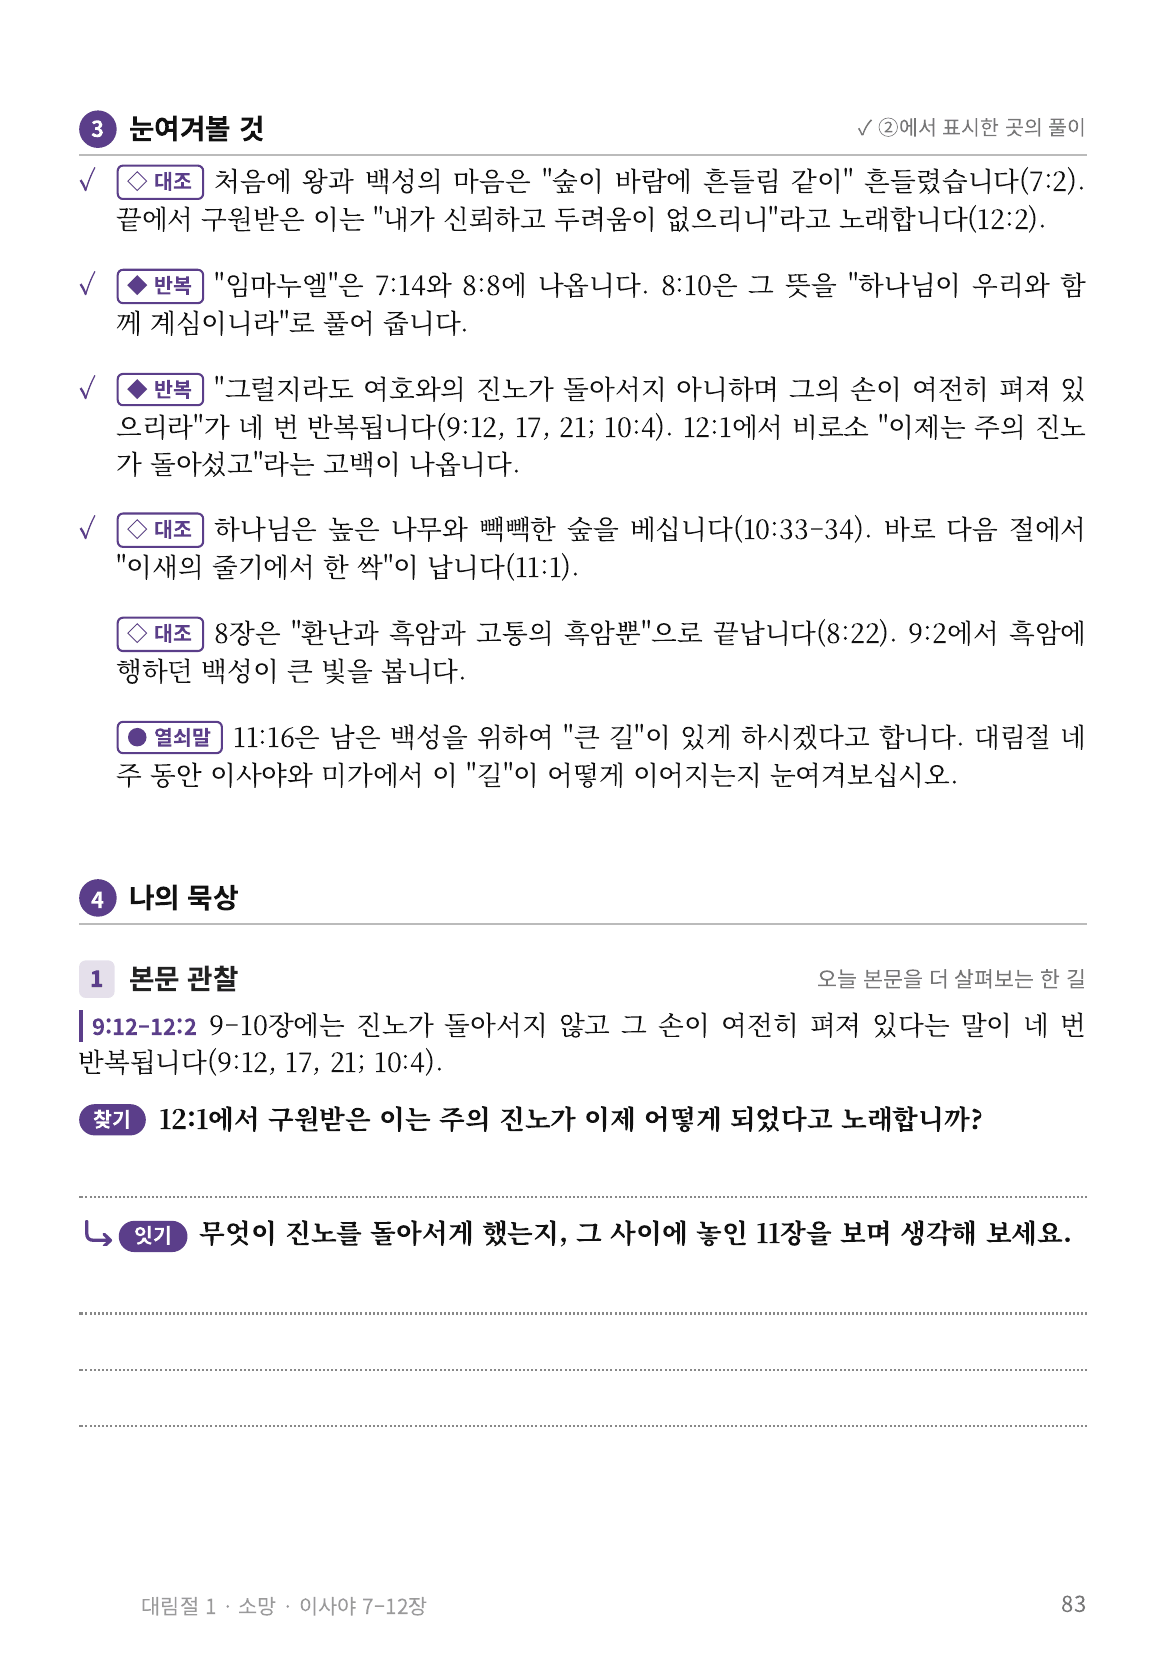 3 눈여겨볼 것
✓ ②에서 표시한 곳의 풀이
✓ ◇ 대조 처음에 왕과 백성의 마음은 "숲이 바람에 흔들림 같이" 흔들렸습니다(7:2).
끝에서 구원받은 이는 "내가 신뢰하고 두려움이 없으리니"라고 노래합니다(12:2).
✓ ◆ 반복 "임마누엘"은 7:14와 8:8에 나옵니다. 8:10은 그 뜻을 "하나님이 우리와 함
께 계심이니라"로 풀어 줍니다.
✓ ◆ 반복 "그럴지라도 여호와의 진노가 돌아서지 아니하며 그의 손이 여전히 펴져 있
으리라"가 네 번 반복됩니다(9:12, 17, 21; 10:4). 12:1에서 비로소 "이제는 주의 진노
가 돌아섰고"라는 고백이 나옵니다.
✓ ◇ 대조 하나님은 높은 나무와 빽빽한 숲을 베십니다(10:33–34). 바로 다음 절에서
"이새의 줄기에서 한 싹"이 납니다(11:1).
◇ 대조 8장은 "환난과 흑암과 고통의 흑암뿐"으로 끝납니다(8:22). 9:2에서 흑암에
행하던 백성이 큰 빛을 봅니다.
● 열쇠말 11:16은 남은 백성을 위하여 "큰 길"이 있게 하시겠다고 합니다. 대림절 네
주 동안 이사야와 미가에서 이 "길"이 어떻게 이어지는지 눈여겨보십시오.
4 나의 묵상
1 본문 관찰
오늘 본문을 더 살펴보는 한 길
9:12–12:2 9–10장에는 진노가 돌아서지 않고 그 손이 여전히 펴져 있다는 말이 네 번
반복됩니다(9:12, 17, 21; 10:4).
찾기 12:1에서 구원받은 이는 주의 진노가 이제 어떻게 되었다고 노래합니까?
잇기 무엇이 진노를 돌아서게 했는지, 그 사이에 놓인 11장을 보며 생각해 보세요.
대림절 1 · 소망 · 이사야 7–12장
83